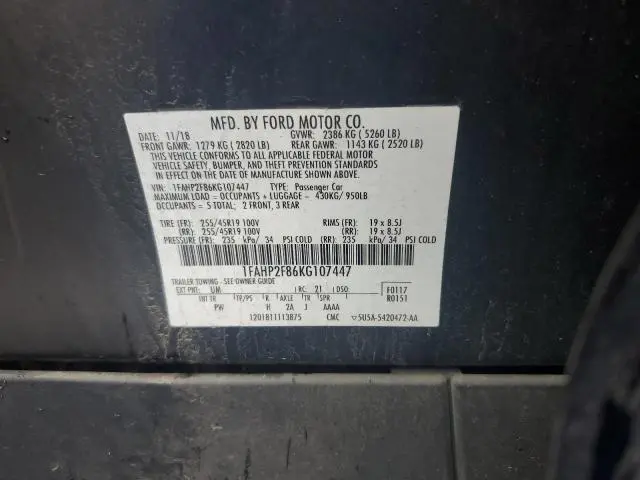 MFD. BY FORD MOTOR CO.
DATE: 11/18 GVWR: 2386 KG ( 5260 LB)
FRONT GAWR: 1279 KG ( 2820 LB) REAR GAWR: 1143 KG ( 2520 LB)
THIS VEHICLE CONFORMS TO ALL APPLICABLE FEDERAL MOTOR
VEHICLE SAFETY, BUMPER, AND THEFT PREVENTION STANDARDS
IN EFFECT ON THE DATE OF MANUFACTURE SHOWN ABOVE.
VIN: 1FAHP2F86KG107447 TYPE: Passenger Car
MAXIMUM LOAD = OCCUPANTS + LUGGAGE = 430KG/ 950LB
OCCUPANTS = 5 TOTAL; 2 FRONT, 3 REAR
TIRE (FR): 255/45R19 100V RIMS (FR): 19 x 8.5J
(RR): 255/45R19 100V (RR): 19 x 8.5J
PRESSURE (FR): 235 kPa/ 34 PSI COLD (RR): 235 kPa/ 34 PSI COLD
1FAHP2F86KG107447
TRAILER TOWING - SEE OWNER GUIDE
EXT PNT: UM RC: 21 DSO: F0117
INT TR TP/PS R AXLE TR SPR R0151
PW H 2A J AAAA
1201811113875 CMC ▽5U5A-5420472-AA